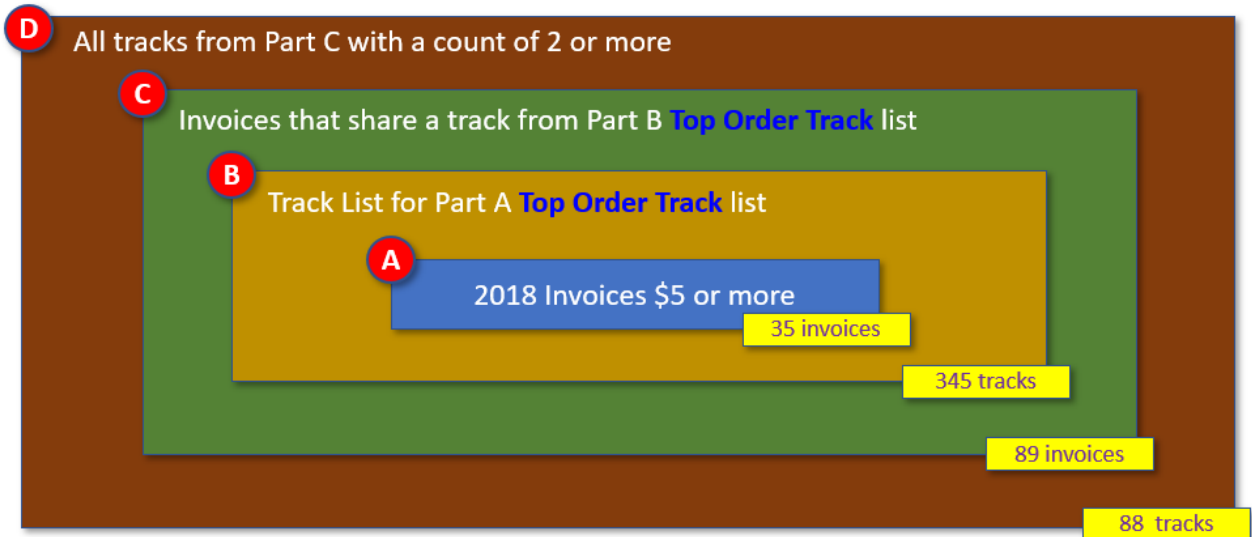 D
All tracks from Part C with a count of 2 or more
C
Invoices that share a track from Part B Top Order Track list
B
Track List for Part A Top Order Track list
A
2018 Invoices $5 or more
35 invoices
345 tracks
89 invoices
88 tracks